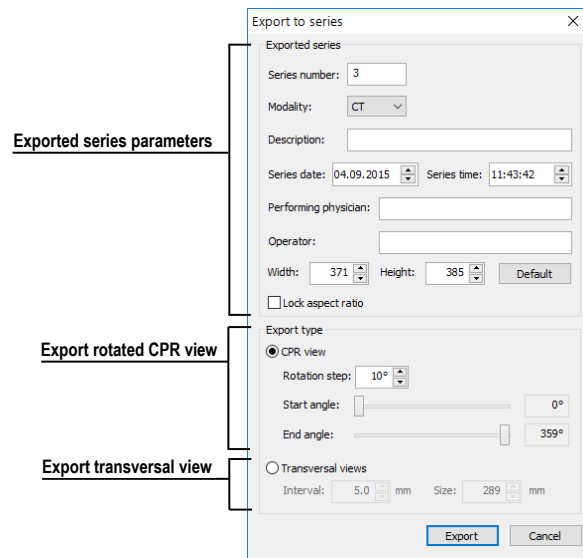 Export to series
Exported series
Series number: 3
Modality: CT
Exported series parameters
Description:
Series date: 04.09.2015 Series time: 11:43:42
Performing physician:
Operator:
Width: 371 Height: 385 Default
Lock aspect ratio
Export type
Export rotated CPR view
CPR view
Rotation step: 10°
Start angle: 0°
End angle: 359°
Export transversal view
Transversal views
Interval: 5.0 mm Size: 289 mm
Export Cancel